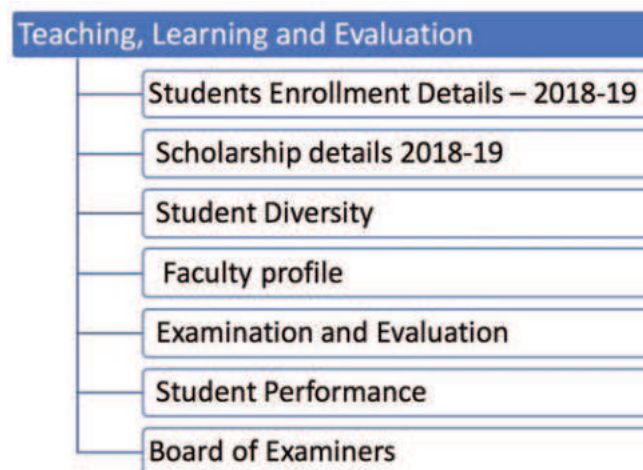 Teaching, Learning and Evaluation
Students Enrollment Details – 2018-19
Scholarship details 2018-19
Student Diversity
Faculty profile
Examination and Evaluation
Student Performance
Board of Examiners